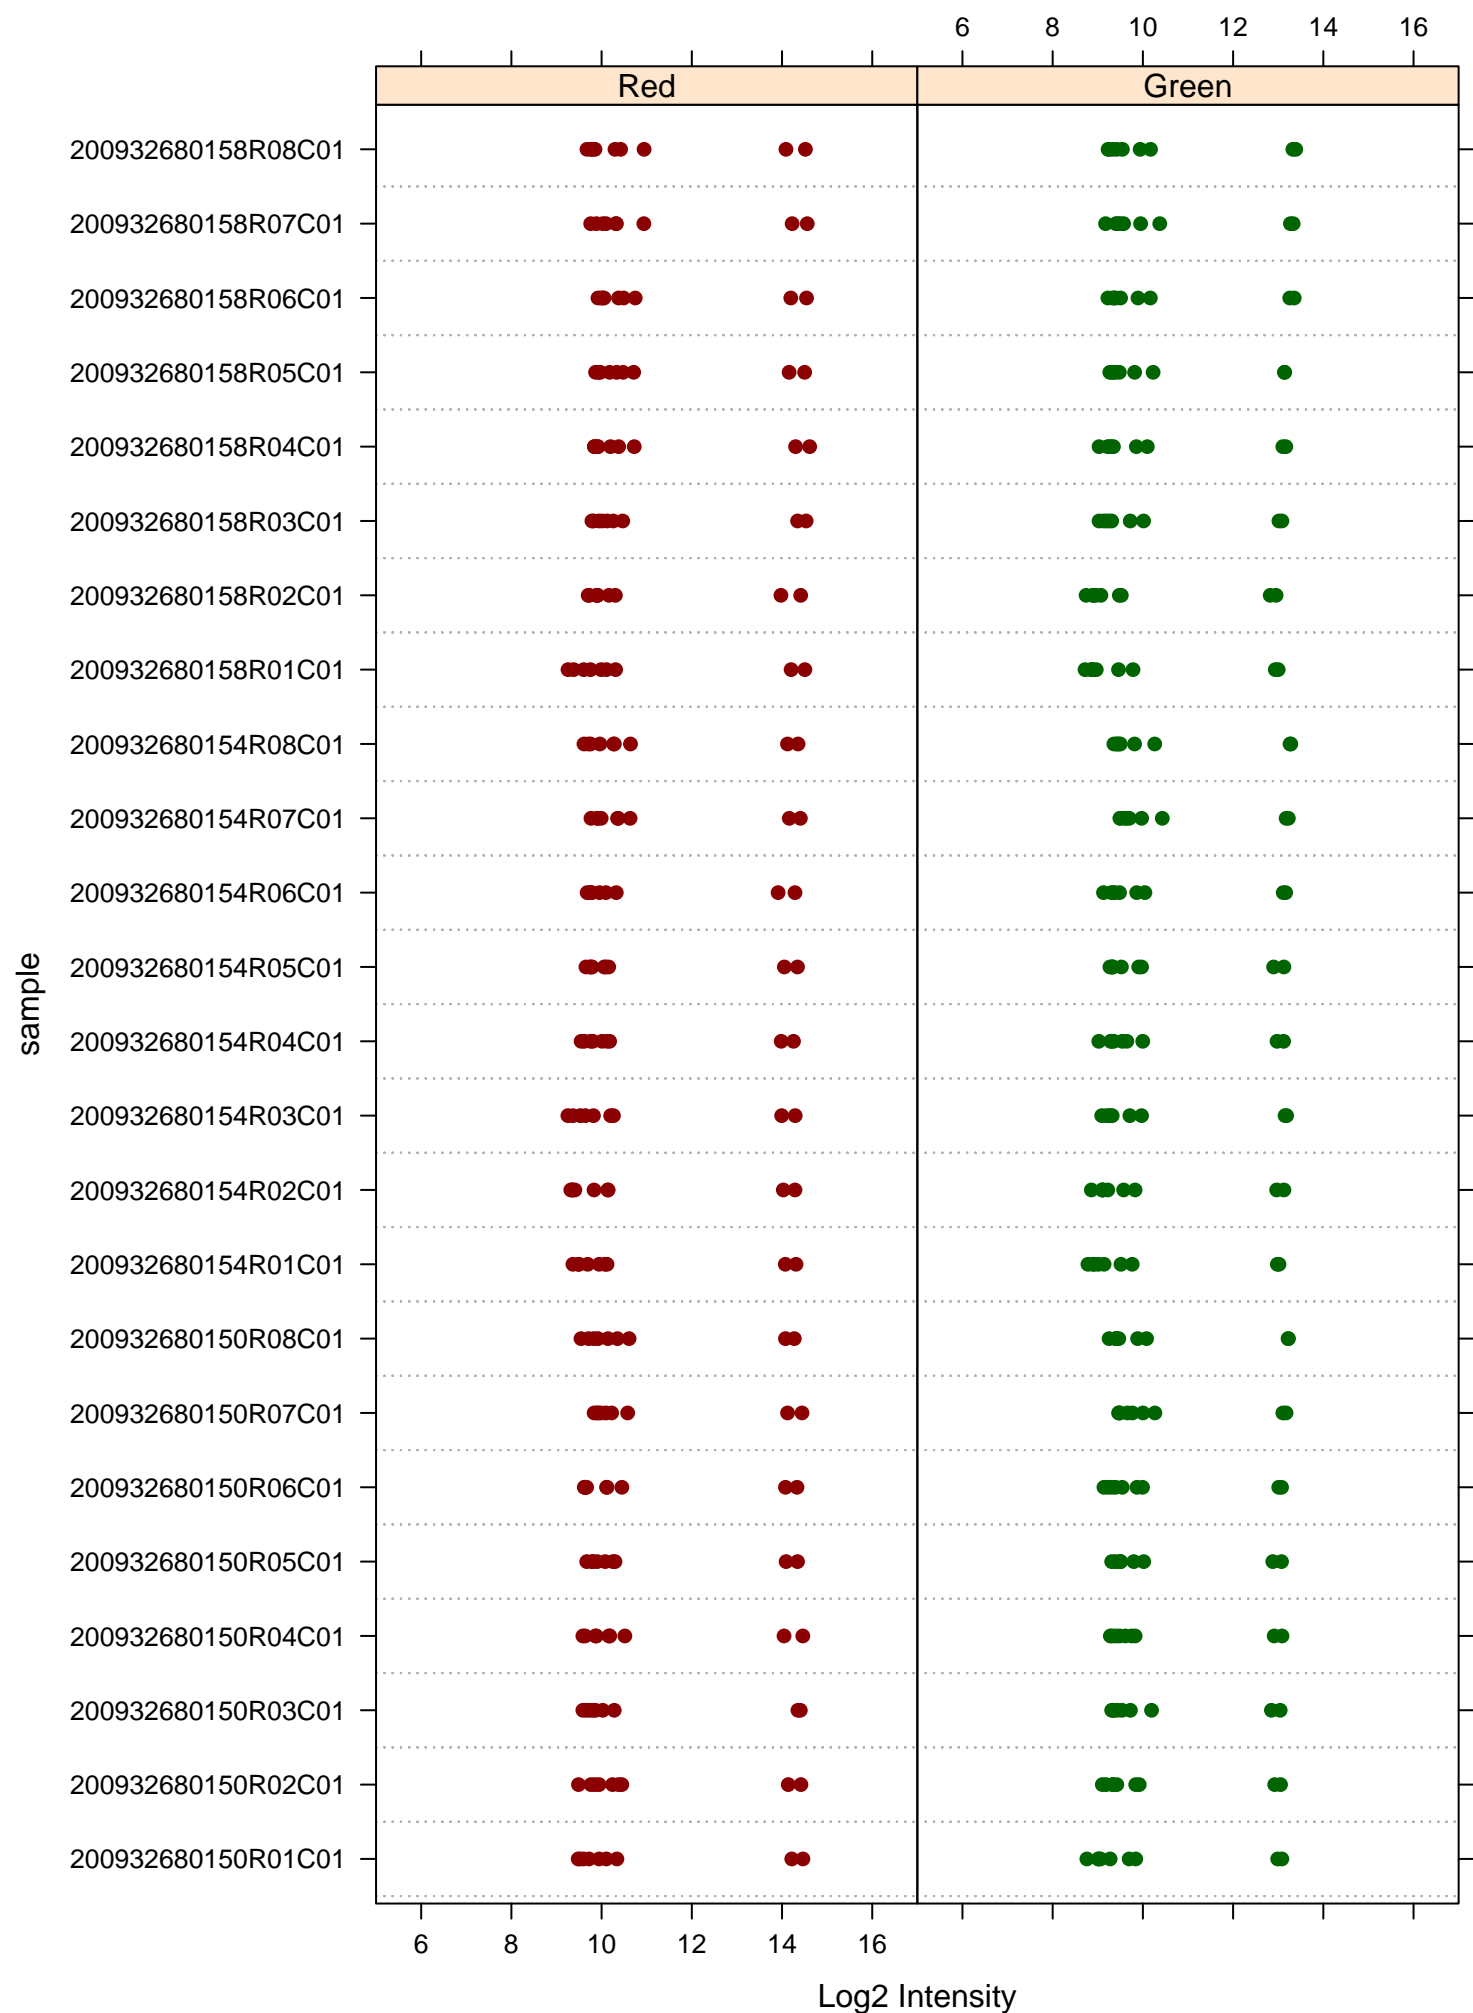 6 8 10 12 14 16
Red Green
200932680158R08C01
200932680158R07C01
200932680158R06C01
200932680158R05C01
200932680158R04C01
200932680158R03C01
200932680158R02C01
200932680158R01C01
200932680154R08C01
200932680154R07C01
200932680154R06C01
200932680154R05C01
200932680154R04C01
200932680154R03C01
200932680154R02C01
200932680154R01C01
200932680150R08C01
200932680150R07C01
200932680150R06C01
200932680150R05C01
200932680150R04C01
200932680150R03C01
200932680150R02C01
200932680150R01C01
sample
6 8 10 12 14 16
Log2 Intensity